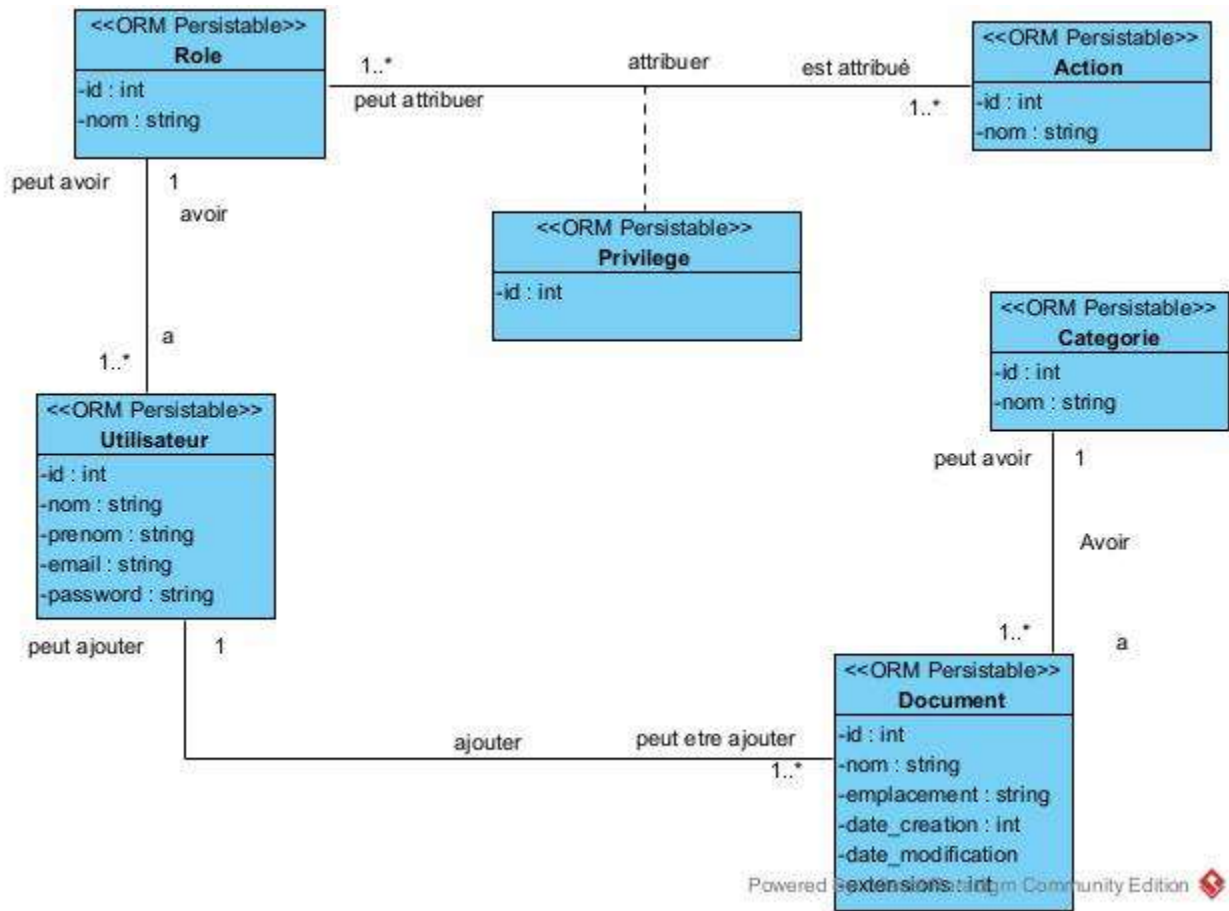 <<ORM Persistable>>
Role
-id : int
-nom : string
1..*
peut attribuer
attribuer
est attribué
1..*
<<ORM Persistable>>
Action
-id : int
-nom : string
peut avoir
1
avoir
<<ORM Persistable>>
Privilege
-id : int
a
1..*
<<ORM Persistable>>
Categorie
-id : int
-nom : string
<<ORM Persistable>>
Utilisateur
-id : int
-nom : string
-prenom : string
-email : string
-password : string
peut avoir
1
Avoir
1..*
a
peut ajouter
1
ajouter
peut etre ajouter
1..*
<<ORM Persistable>>
Document
-id : int
-nom : string
-emplacement : string
-date_creation : int
-date_modification
-extensions : int
Powered Community Edition